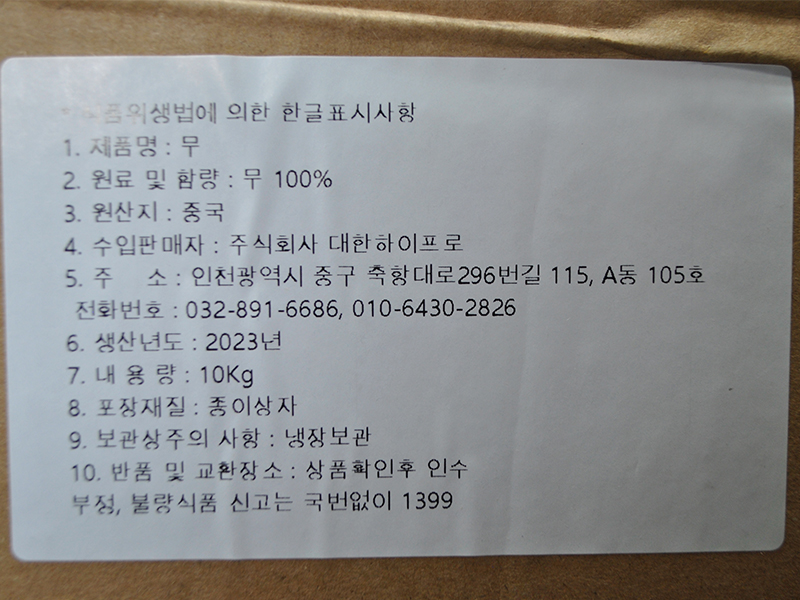 식품위생법에 의한 한글표시사항
1. 제품명 : 무
2. 원료 및 함량 : 무 100%
3. 원산지 : 중국
4. 수입판매자 : 주식회사 대한하이프로
5. 주 소 : 인천광역시 중구 축항대로296번길 115, A동 105호
전화번호 : 032-891-6686, 010-6430-2826
6. 생산년도 : 2023년
7. 내 용 량 : 10Kg
8. 포장재질 : 종이상자
9. 보관상주의 사항 : 냉장보관
10. 반품 및 교환장소 : 상품확인후 인수
부정, 불량식품 신고는 국번없이 1399